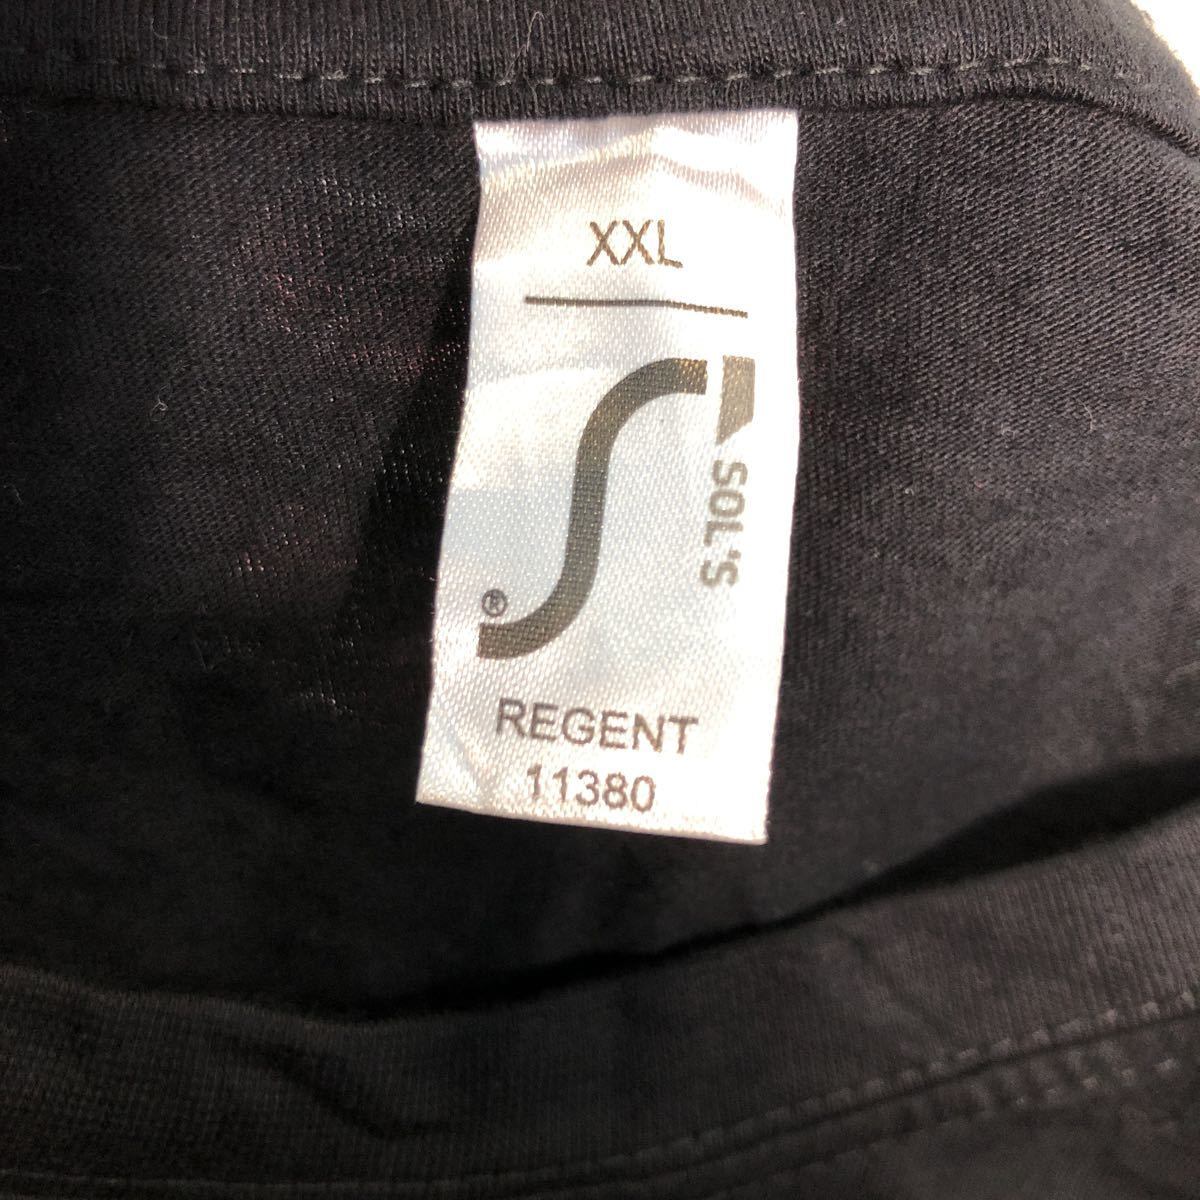 XXL
SOL'S
®
REGENT
11380